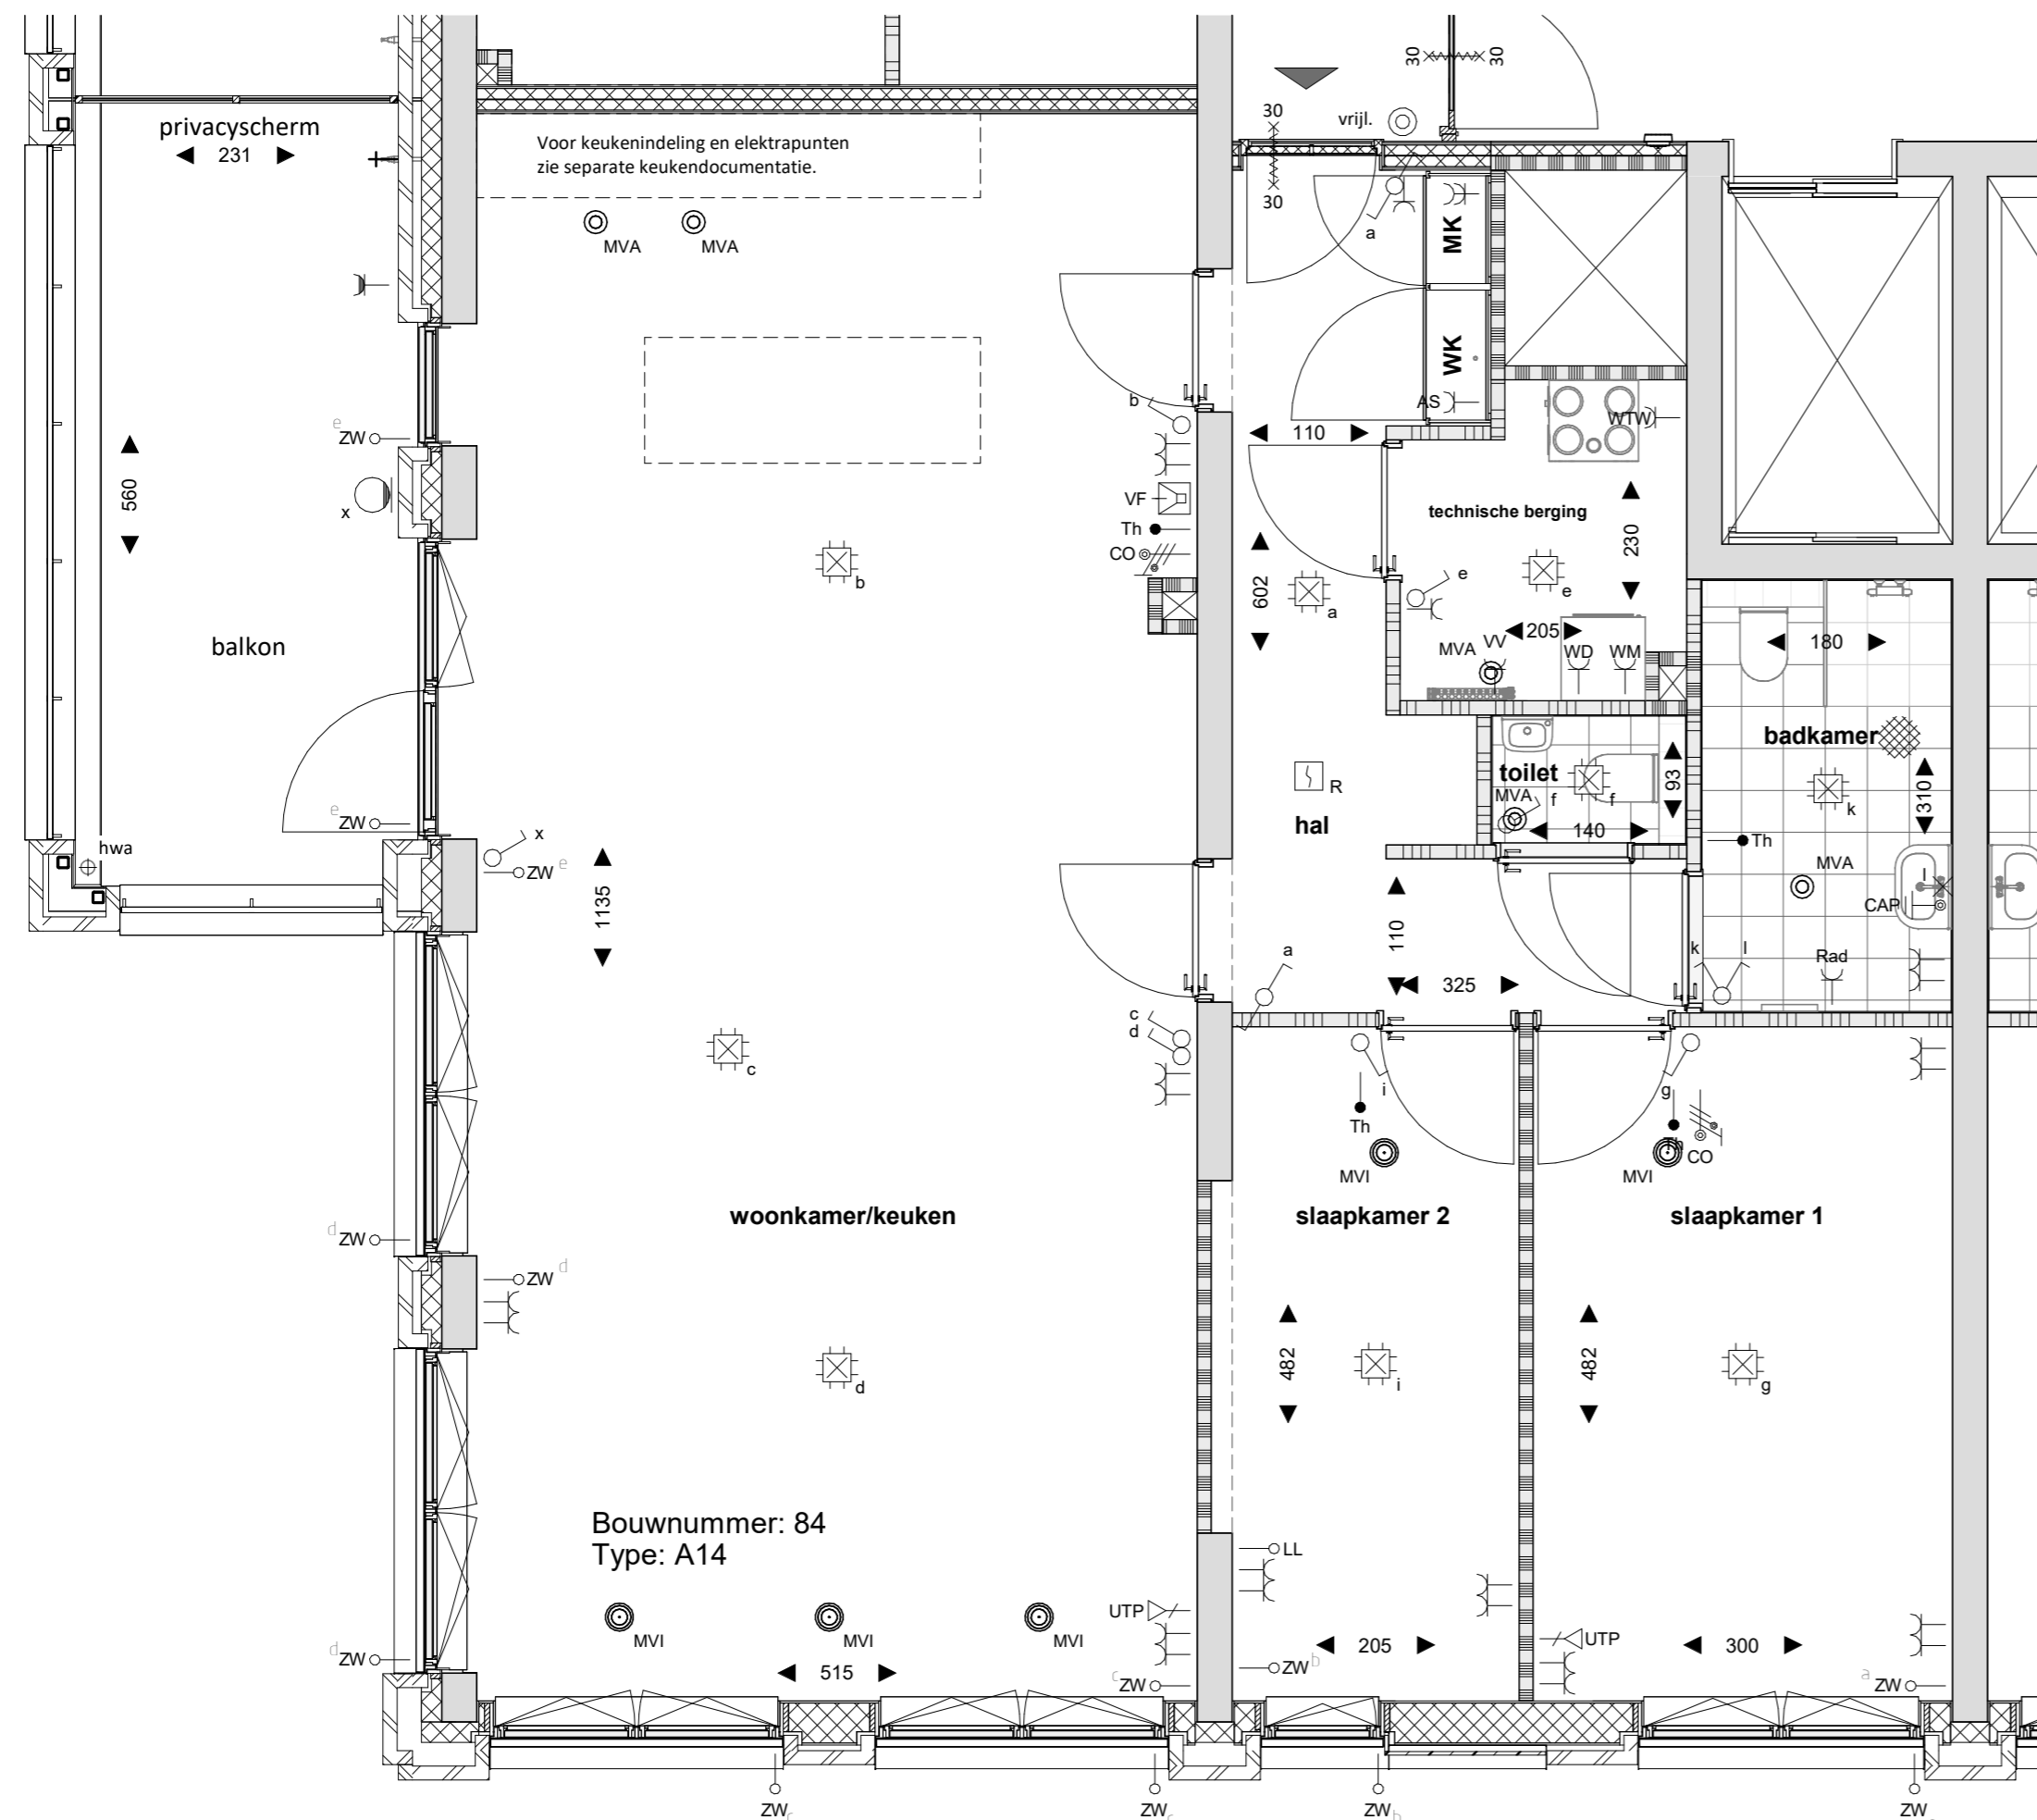 30
30
privacyscherm
231
Voor keukenindeling en elektrapunten
zie separate keukendocumentatie.
30
vrijl.
30
MVA
MVA
a
MK
WK
AS
b
110
WTW
e
ZW
560
x
VF
Th
CO
technische berging
230
602
b
a
e
e
205
MVA
VV
WD
WM
180
balkon
badkamer
R
toilet
93
310
MVA
f
f
k
hal
140
e
ZW
x
ZW
e
hwa
Th
MVA
l
CAP
1135
110
a
k
l
Rad
325
c
d
c
i
g
Th
Th
CO
MVI
MVI
woonkamer/keuken
slaapkamer 2
slaapkamer 1
d
ZW
ZW
d
482
482
d
i
g
Bouwnummer: 84
Type: A14
LL
UTP
UTP
MVI
MVI
MVI
d
ZW
515
205
300
c
ZW
ZW
b
a
ZW
ZW
c
ZW
c
ZW
b
ZW